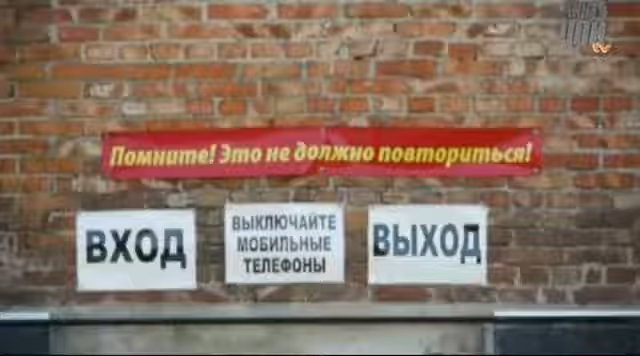 Помните! Это не должно повториться!
ВХОД
ВЫКЛЮЧАЙТЕ
МОБИЛЬНЫЕ
ТЕЛЕФОНЫ
ВЫХОД